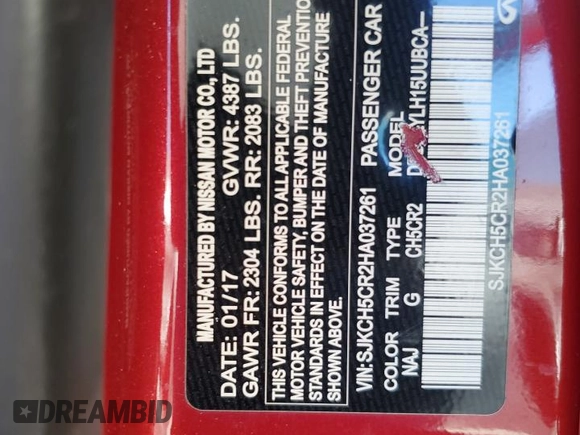 MANUFACTURED BY NISSAN MOTOR CO., LTD
DATE: 01/17 GVWR: 4387 LBS.
GAWR FR: 2304 LBS. RR: 2083 LBS.
THIS VEHICLE CONFORMS TO ALL APPLICABLE FEDERAL
MOTOR VEHICLE SAFETY, BUMPER AND THEFT PREVENTION
STANDARDS IN EFFECT ON THE DATE OF MANUFACTURE
SHOWN ABOVE.
VIN: SJKCH5CR2HA037261 PASSENGER CAR
COLOR TRIM TYPE MODEL
NAJ G CH5CR2 YLH15UUBCA—
SJKCH5CR2HA037261
DREAMBID